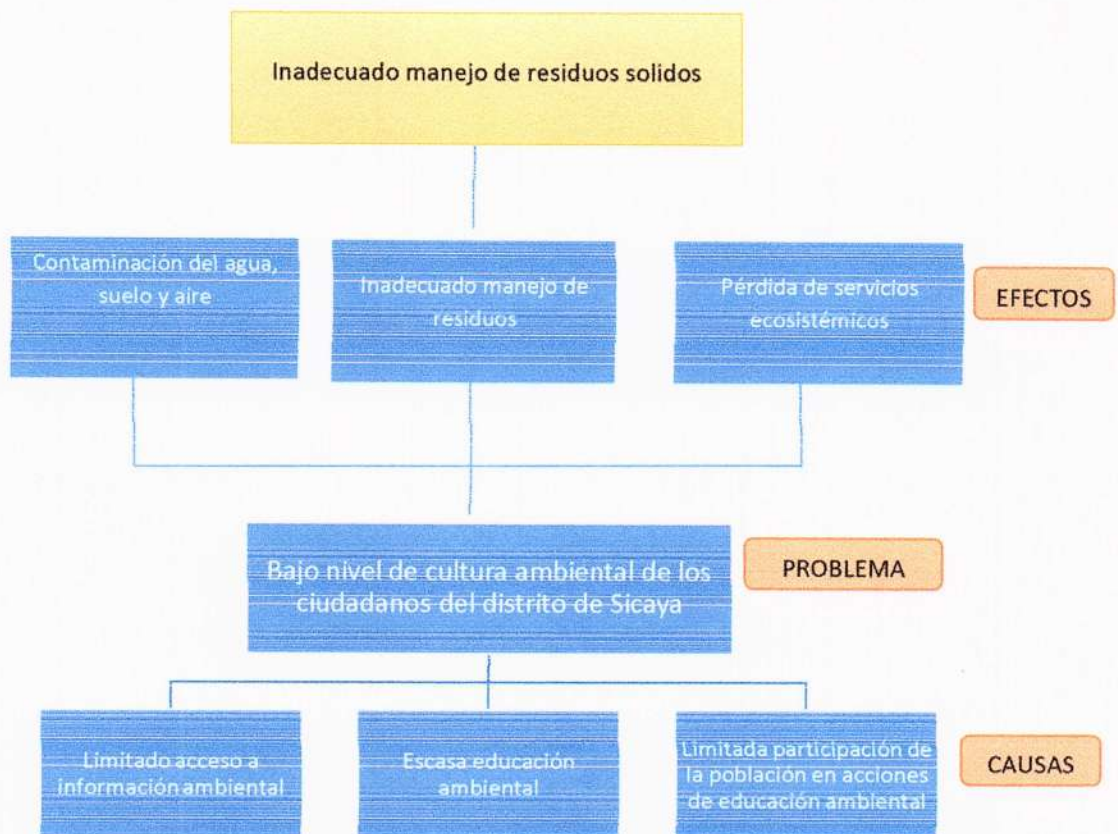 Inadecuado manejo de residuos solidos
Contaminación del agua,
suelo y aire
Inadecuado manejo de
residuos
Pérdida de servicios
ecosistémicos
EFECTOS
Bajo nivel de cultura ambiental de los
ciudadanos del distrito de Sicaya
PROBLEMA
Limitado acceso a
información ambiental
Escasa educación
ambiental
Limitada participación de
la población en acciones
de educación ambiental
CAUSAS